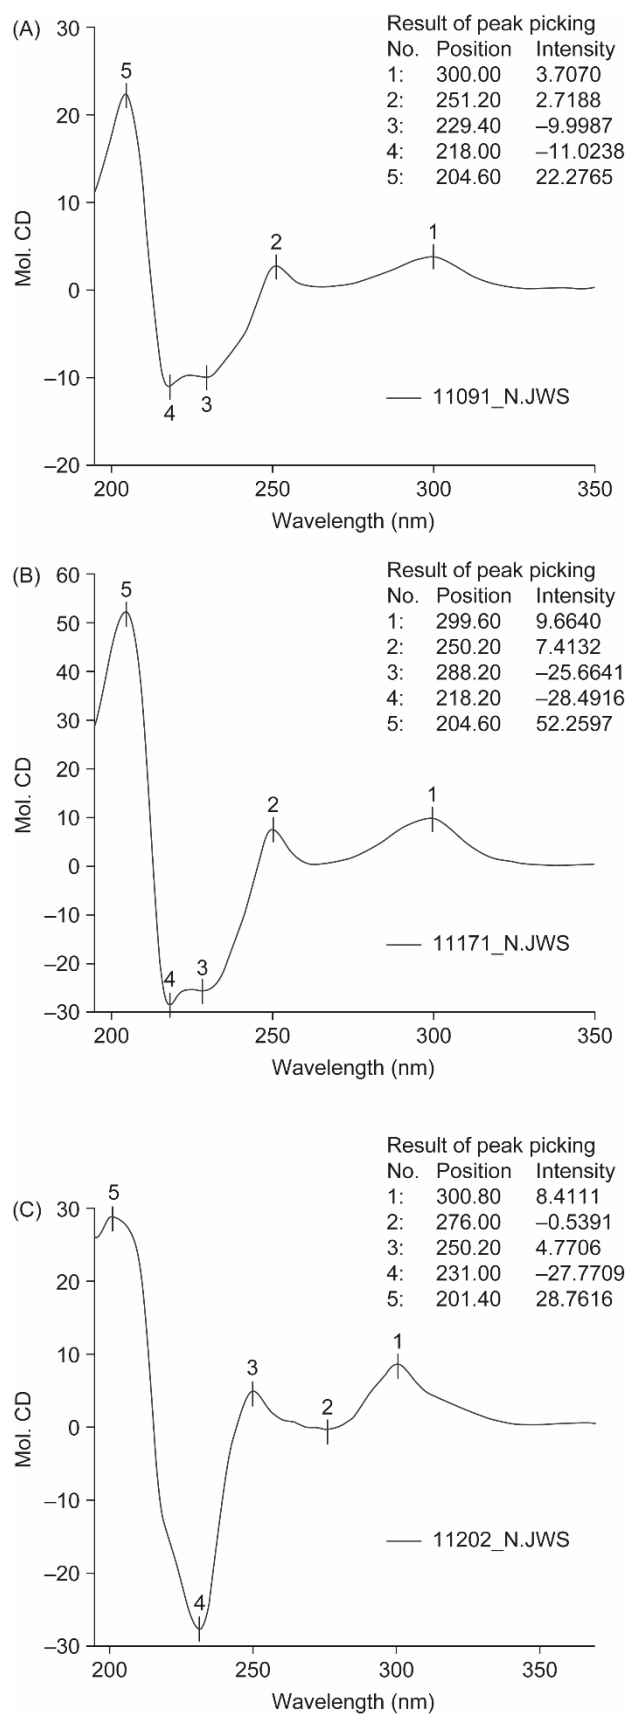 (A)
Result of peak picking
No. Position Intensity
1: 300.00 3.7070
2: 251.20 2.7188
3: 229.40 –9.9987
4: 218.00 –11.0238
5: 204.60 22.2765
30
20
10
0
–10
–20
Mol. CD
5
4
3
2
1
11091_N.JWS
200 250 300 350
Wavelength (nm)
(B)
Result of peak picking
No. Position Intensity
1: 299.60 9.6640
2: 250.20 7.4132
3: 288.20 –25.6641
4: 218.20 –28.4916
5: 204.60 52.2597
60
50
40
30
20
10
0
–10
–20
–30
Mol. CD
5
4
3
2
1
11171_N.JWS
200 250 300 350
Wavelength (nm)
(C)
Result of peak picking
No. Position Intensity
1: 300.80 8.4111
2: 276.00 –0.5391
3: 250.20 4.7706
4: 231.00 –27.7709
5: 201.40 28.7616
30
20
10
0
–10
–20
–30
Mol. CD
5
4
3
2
1
11202_N.JWS
200 250 300 350
Wavelength (nm)